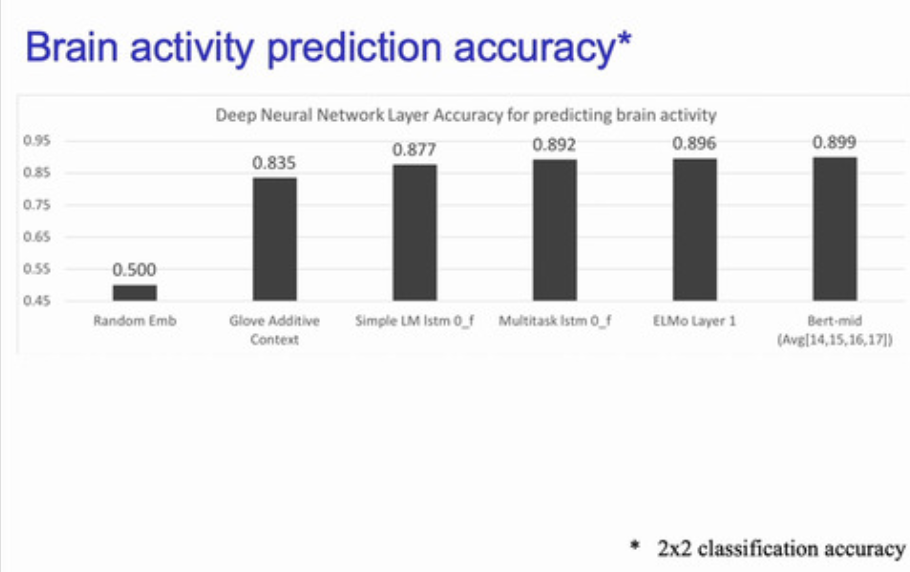 Brain activity prediction accuracy*
Deep Neural Network Layer Accuracy for predicting brain activity
0.95
0.85
0.75
0.65
0.55
0.45
0.500
0.835
0.877
0.892
0.896
0.899
Random Emb
Glove Additive
Context
Simple LM lstm 0_f
Multitask lstm 0_f
ELMo Layer 1
Bert-mid
(Avg[14,15,16,17])
* 2x2 classification accuracy